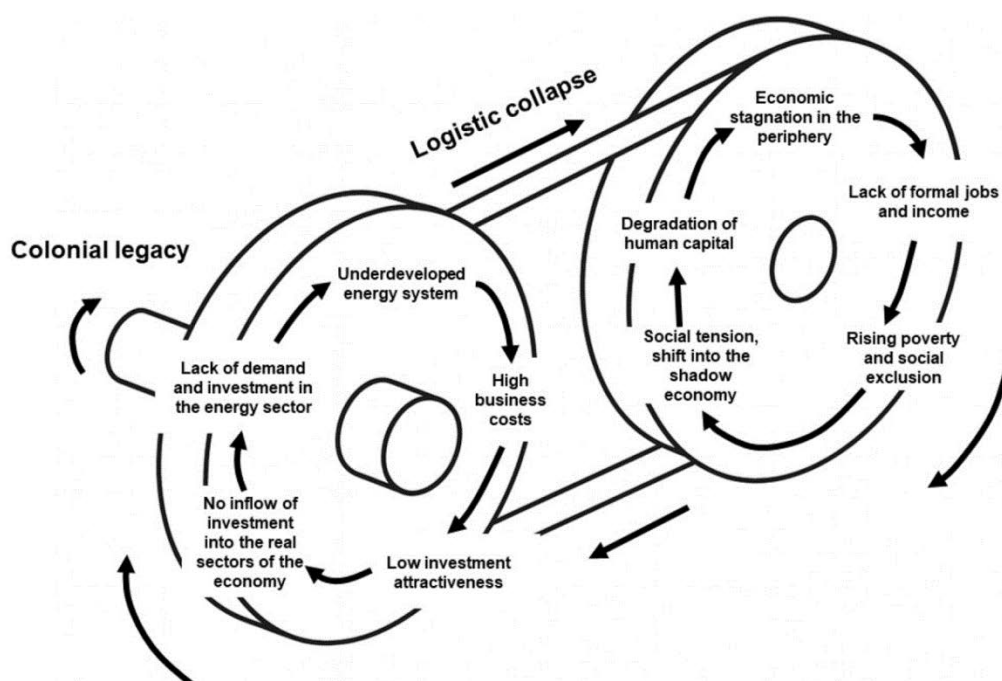 Logistic collapse
Colonial legacy
Underdeveloped
energy system
High
business
costs
Low investment
attractiveness
No inflow of
investment
into the real
sectors of the
economy
Lack of demand
and investment in
the energy sector
Economic
stagnation in the
periphery
Lack of formal jobs
and income
Rising poverty
and social
exclusion
Social tension,
shift into the
shadow
economy
Degradation of
human capital